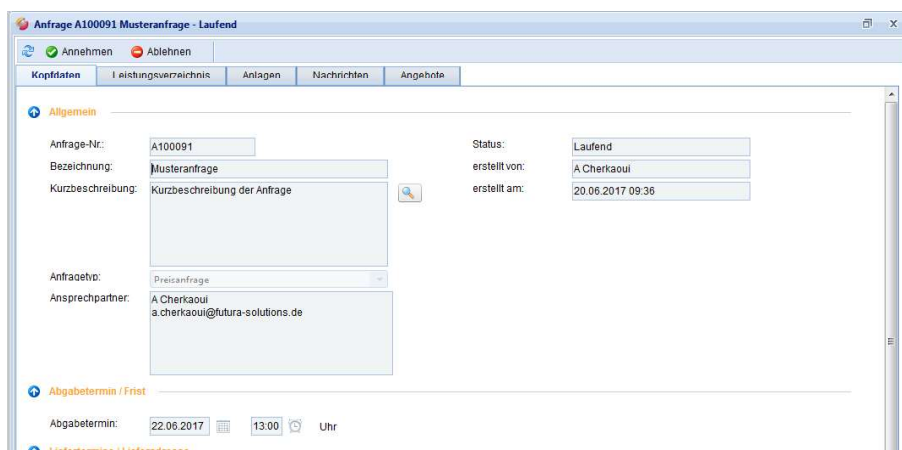 Anfrage A100091 Musteranfrage - Laufend
Annehmen Ablehnen
Kopfdaten Leistungsverzeichnis Anlagen Nachrichten Angebote
Allgemein
Anfrage-Nr.: A100091 Status: Laufend
Bezeichnung: Musteranfrage erstellt von: A Cherkaoui
Kurzbeschreibung: Kurzbeschreibung der Anfrage erstellt am: 20.06.2017 09:36
Anfragetyp: Preisanfrage
Ansprechpartner: A Cherkaoui
a.cherkaoui@futura-solutions.de
Abgabetermin / Frist
Abgabetermin: 22.06.2017 13:00 Uhr